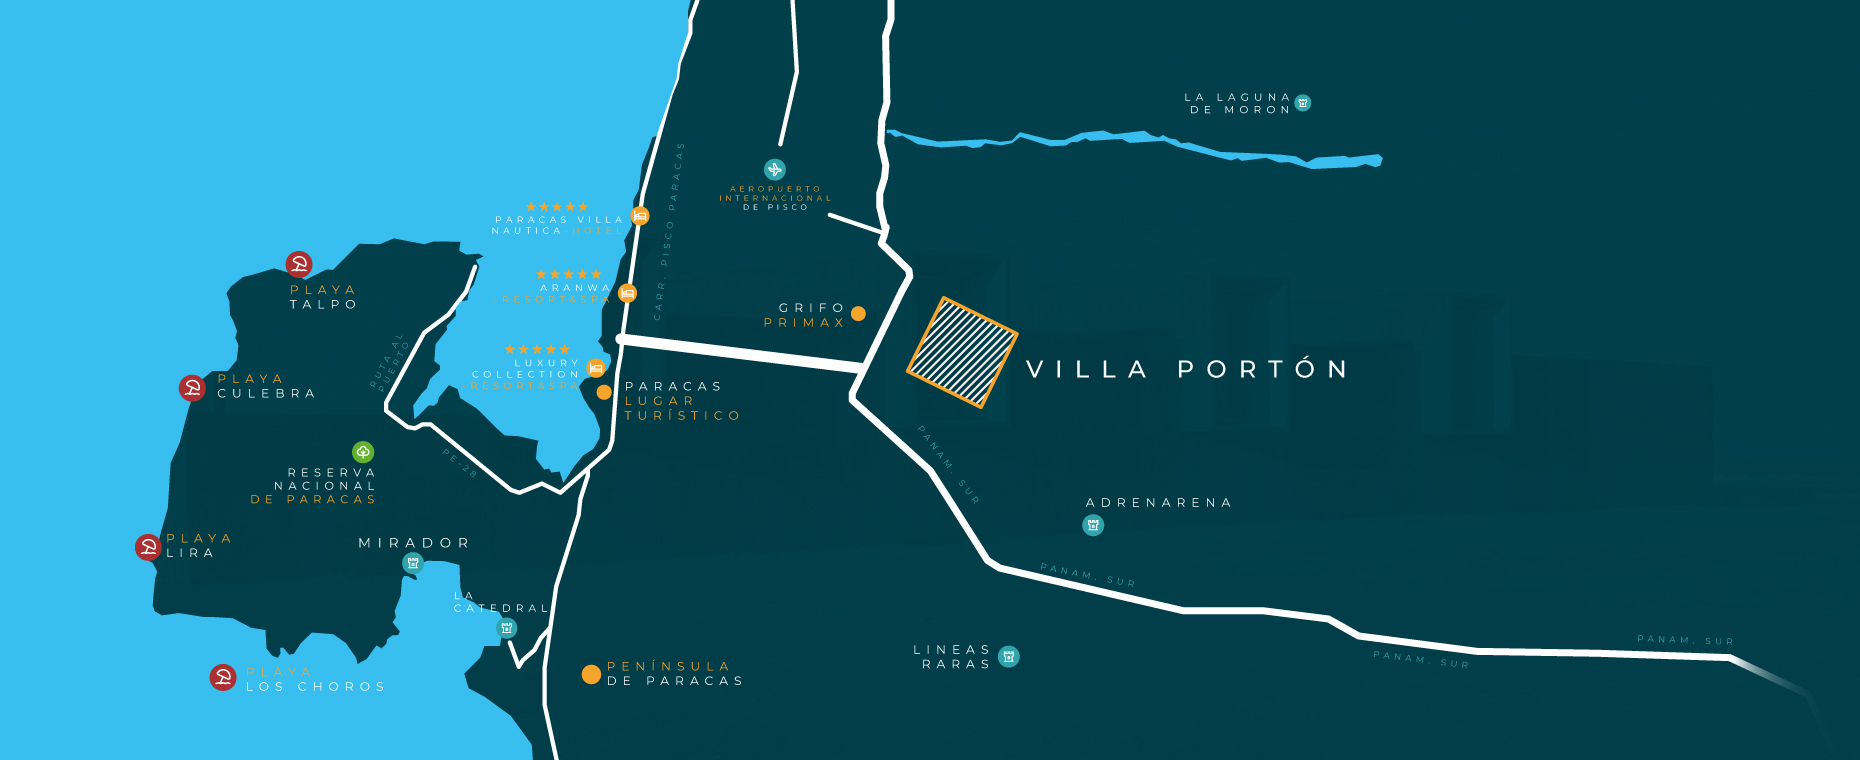 LA LAGUNA
DE MORON
CARR. PISCO PARACAS
AEROPUERTO
INTERNACIONAL
DE PISCO
PARACAS VILLA
NAUTICA-HOTEL
ARANWA
-RESORT&SPA
LUXURY
COLLECTION
-RESORT&SPA
PLAYA
TALPO
GRIFO
PRIMAX
VILLA PORTÓN
RUTA AL
PUERTO
PLAYA
CULEBRA
PARACAS
LUGAR
TURÍSTICO
PE-28
PANAM. SUR
RESERVA
NACIONAL
DE PARACAS
ADRENARENA
PLAYA
LIRA
MIRADOR
PANAM. SUR
LA
CATEDRAL
LINEAS
RARAS
PANAM. SUR
PANAM. SUR
PLAYA
LOS CHOROS
PENÍNSULA
DE PARACAS